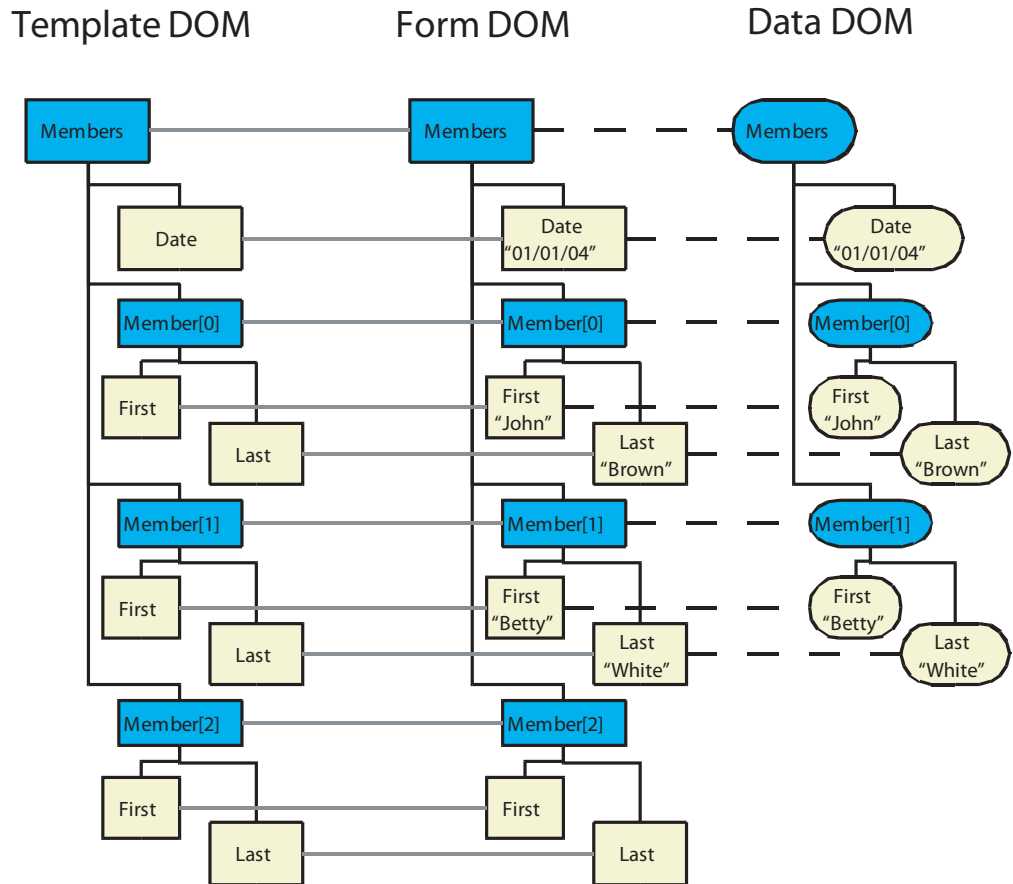 Template DOM
Form DOM
Data DOM
Members
Members
Members
Date
Date
"01/01/04"
Date
"01/01/04"
Member[0]
Member[0]
Member[0]
First
First
“John”
First
“John”
Last
Last
“Brown”
Last
“Brown”
Member[1]
Member[1]
Member[1]
First
First
“Betty”
First
“Betty”
Last
Last
“White”
Last
“White”
Member[2]
Member[2]
First
First
Last
Last